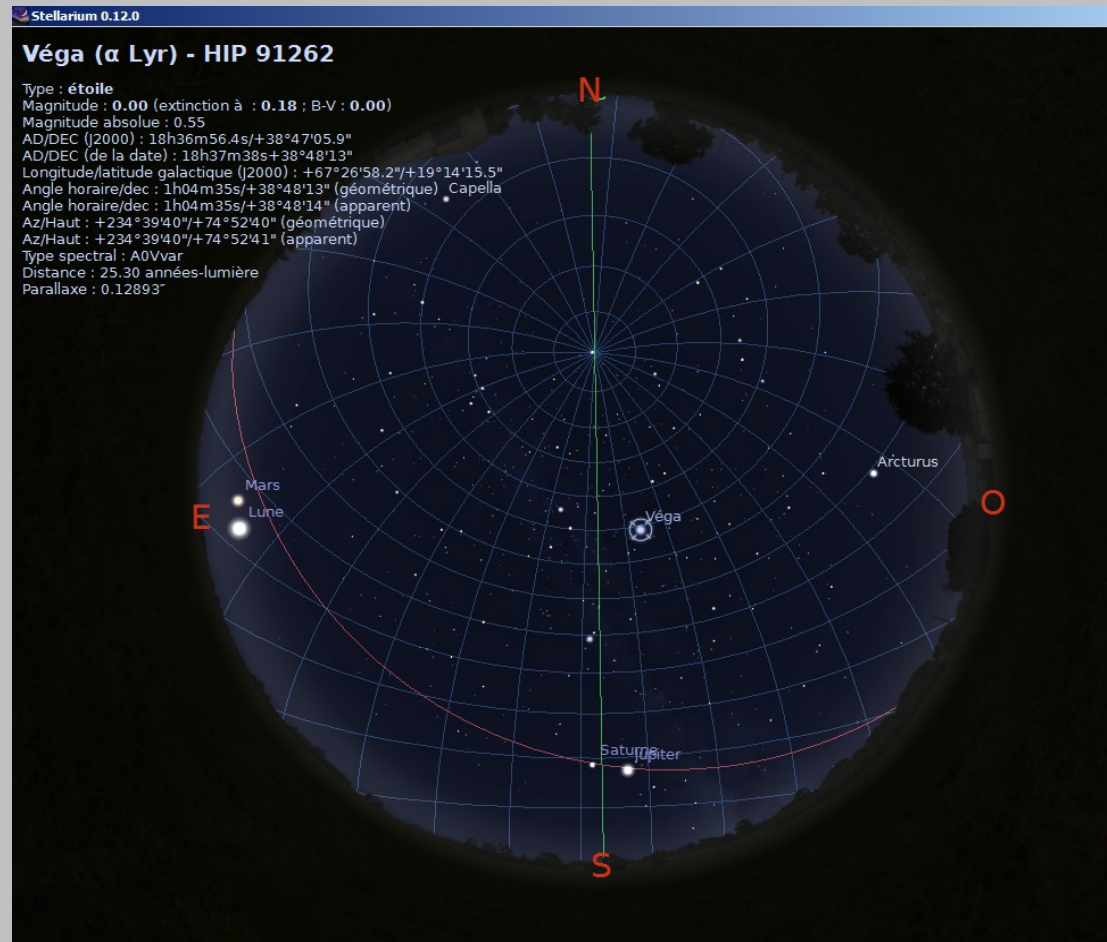 Stellarium 0.12.0
Véga (α Lyr) - HIP 91262
Type : étoile
Magnitude : 0.00 (extinction à : 0.18 ; B-V : 0.00)
Magnitude absolue : 0.55
AD/DEC (J2000) : 18h36m56.4s/+38°47'05.9"
AD/DEC (de la date) : 18h37m38s+38°48'13"
Longitude/latitude galactique (J2000) : +67°26'58.2"/+19°14'15.5"
Angle horaire/dec : 1h04m35s/+38°48'13" (géométrique)
Angle horaire/dec : 1h04m35s/+38°48'14" (apparent)
Az/Haut : +234°39'40"/+74°52'40" (géométrique)
Az/Haut : +234°39'40"/+74°52'41" (apparent)
Type spectral : A0Vvar
Distance : 25.30 années-lumière
Parallaxe : 0.12893″
N
Capella
Arcturus
Mars
E
Lune
Véga
O
Saturne
Jupiter
S